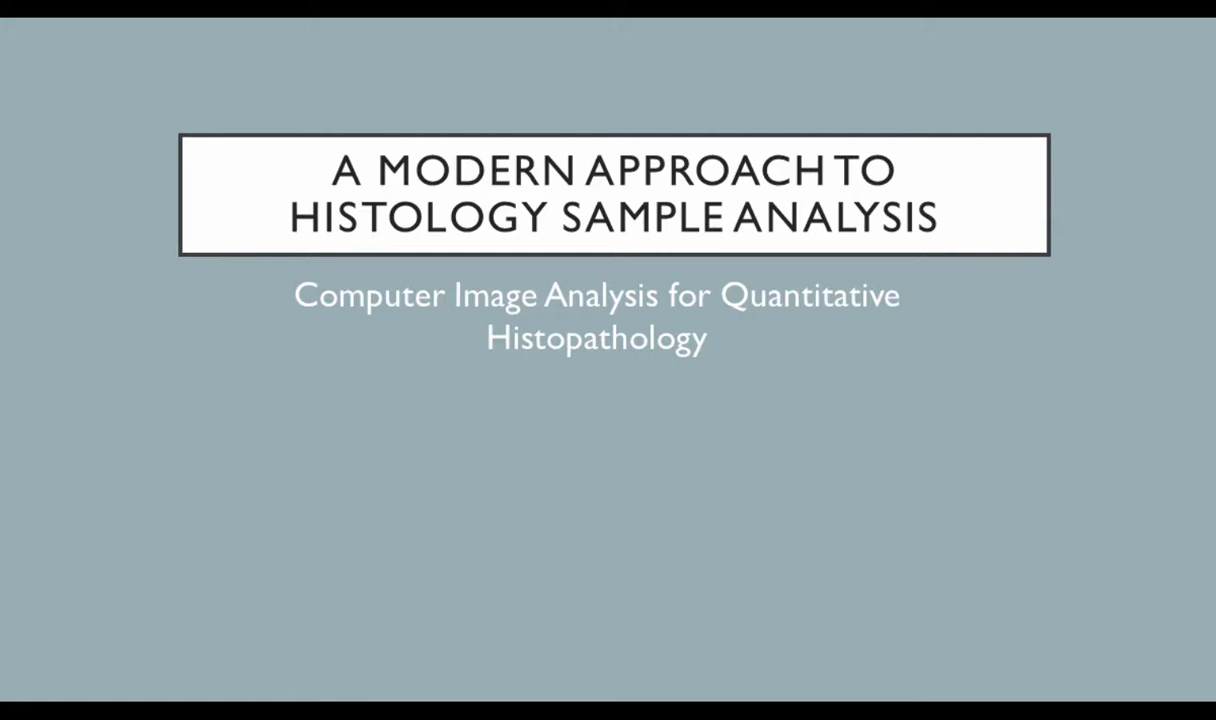 A MODERN APPROACH TO
HISTOLOGY SAMPLE ANALYSIS
Computer Image Analysis for Quantitative
Histopathology